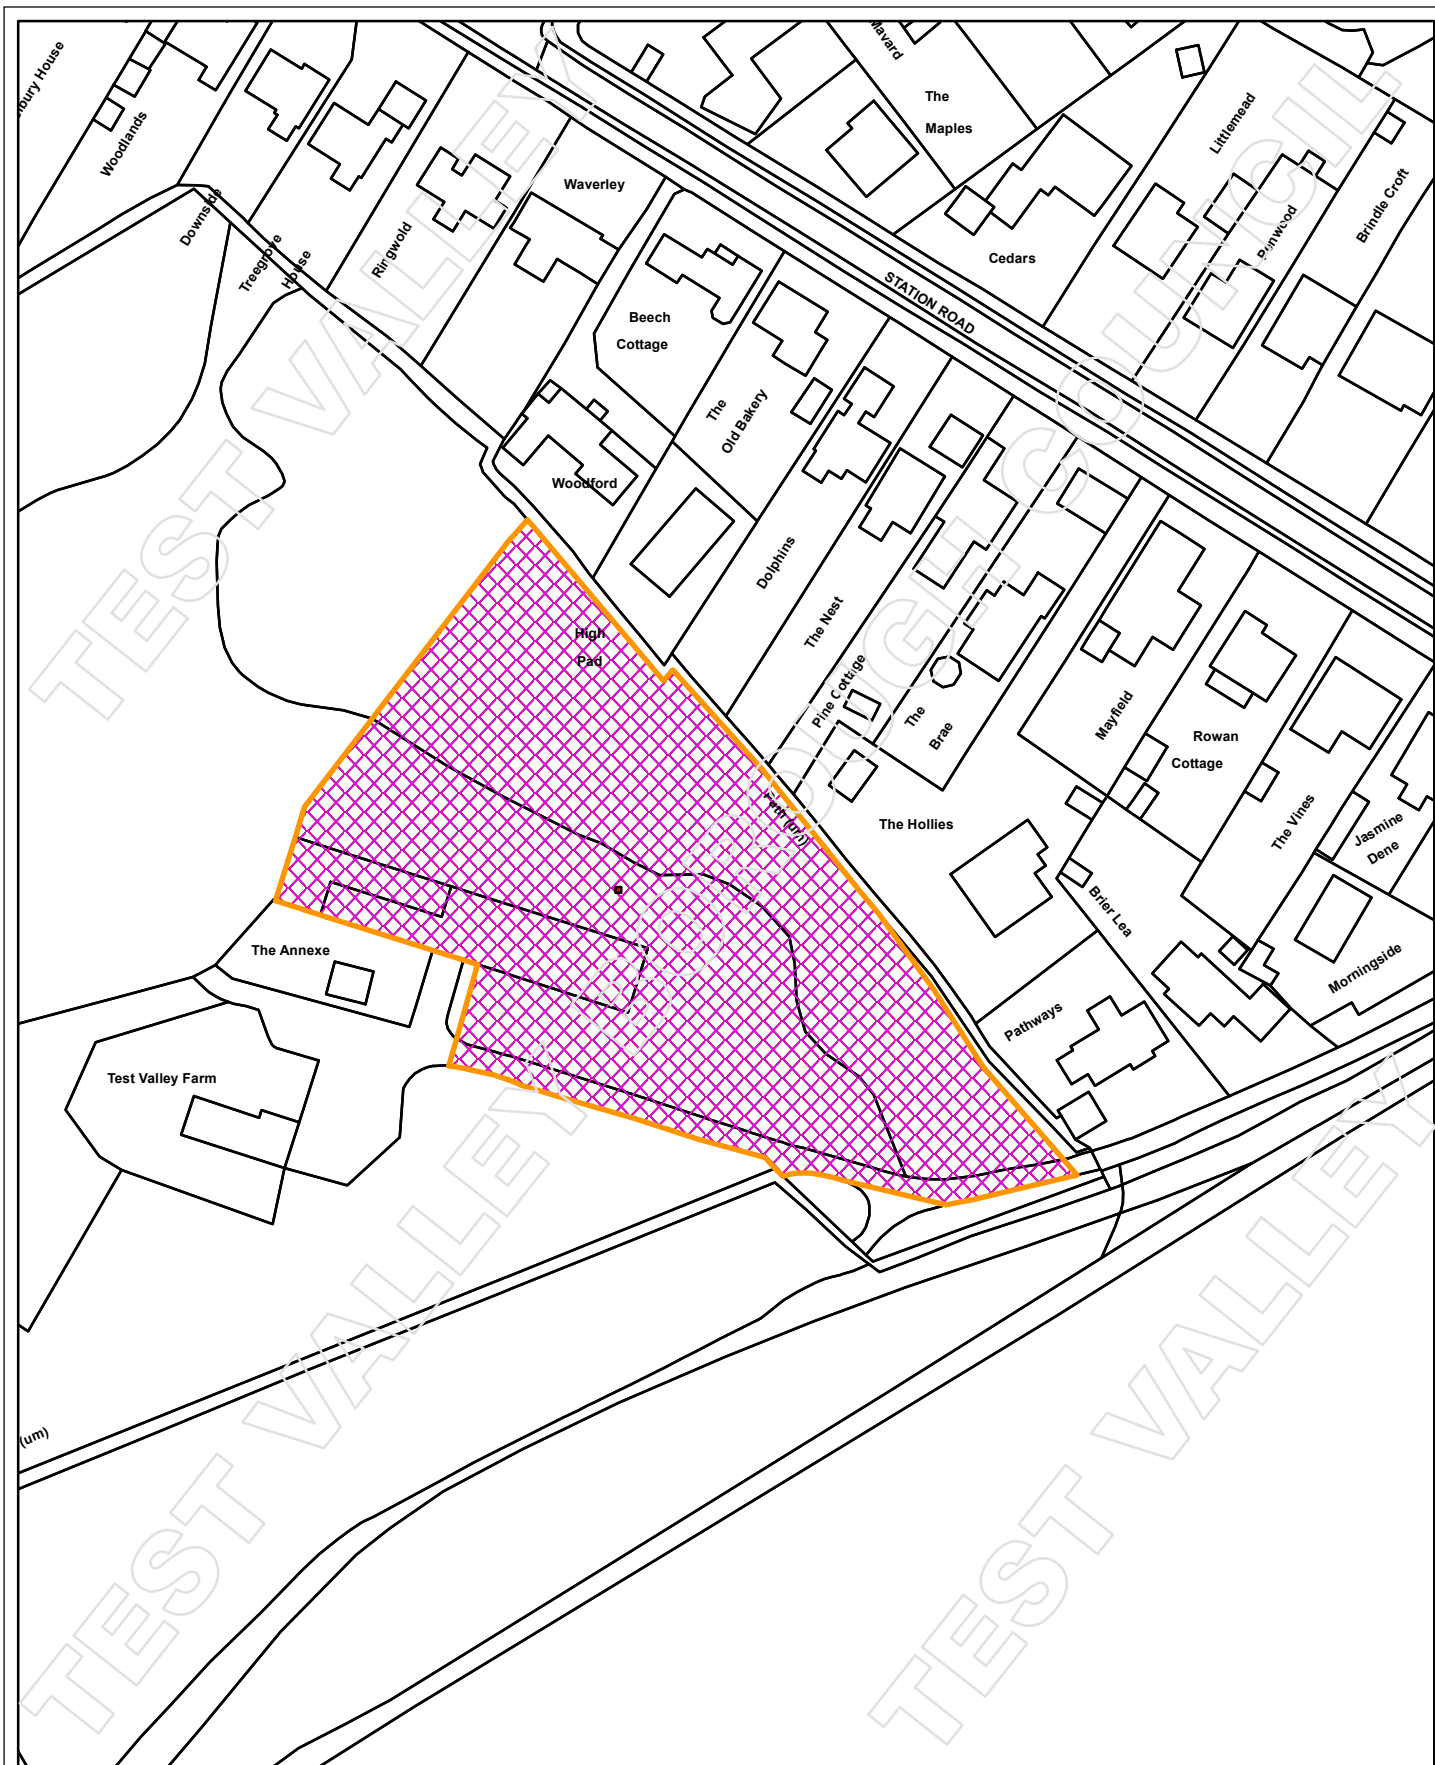 Mavard
The
Maples
Littlemead
Woodlands
Waverley
Brindle Croft
Downside
Treegrove
House
Ringwold
Cedars
STATION ROAD
Beech
Cottage
The
Old Bakery
Woodford
Dolphins
The Nest
High
Pad
Pine Cottage
The
Brae
Mayfield
Rowan
Cottage
The Vines
Jasmine
Dene
Path (um)
The Hollies
Brier Lea
Morningside
Pathways
The Annexe
Test Valley Farm
(um)
TEST VALLEY BOROUGH COUNCIL
TEST VALLEY
TEST VALLEY